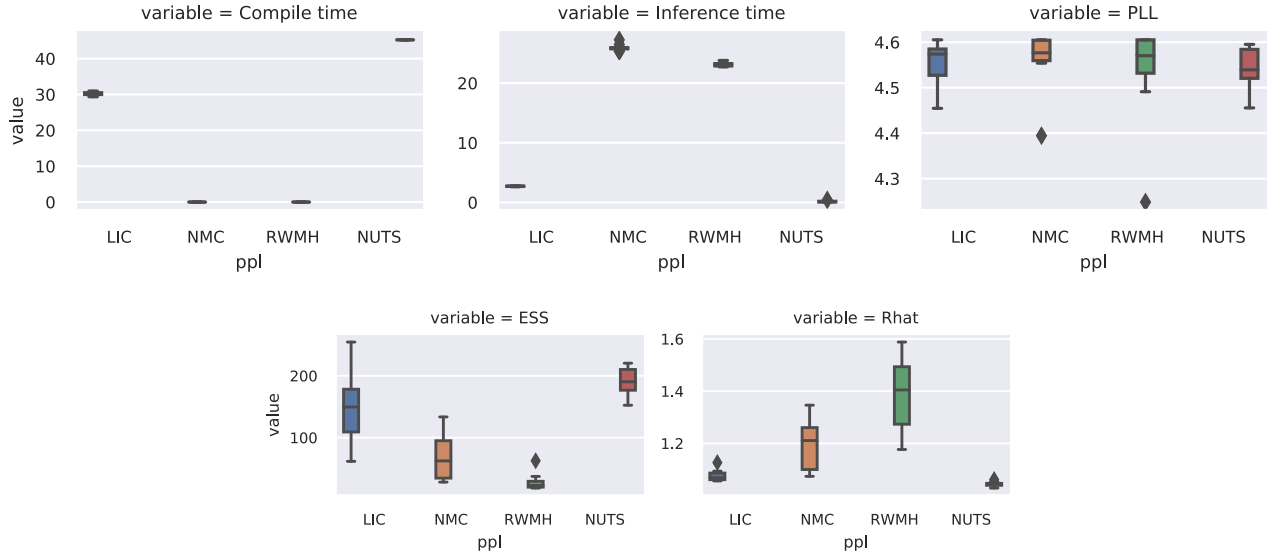 variable = Compile time
variable = Inference time
variable = PLL
value
40
30
20
10
0
LIC NMC RWMH NUTS
ppl
20
10
0
LIC NMC RWMH NUTS
ppl
4.6
4.5
4.4
4.3
LIC NMC RWMH NUTS
ppl
variable = ESS
variable = Rhat
value
200
100
LIC NMC RWMH NUTS
ppl
1.6
1.4
1.2
LIC NMC RWMH NUTS
ppl